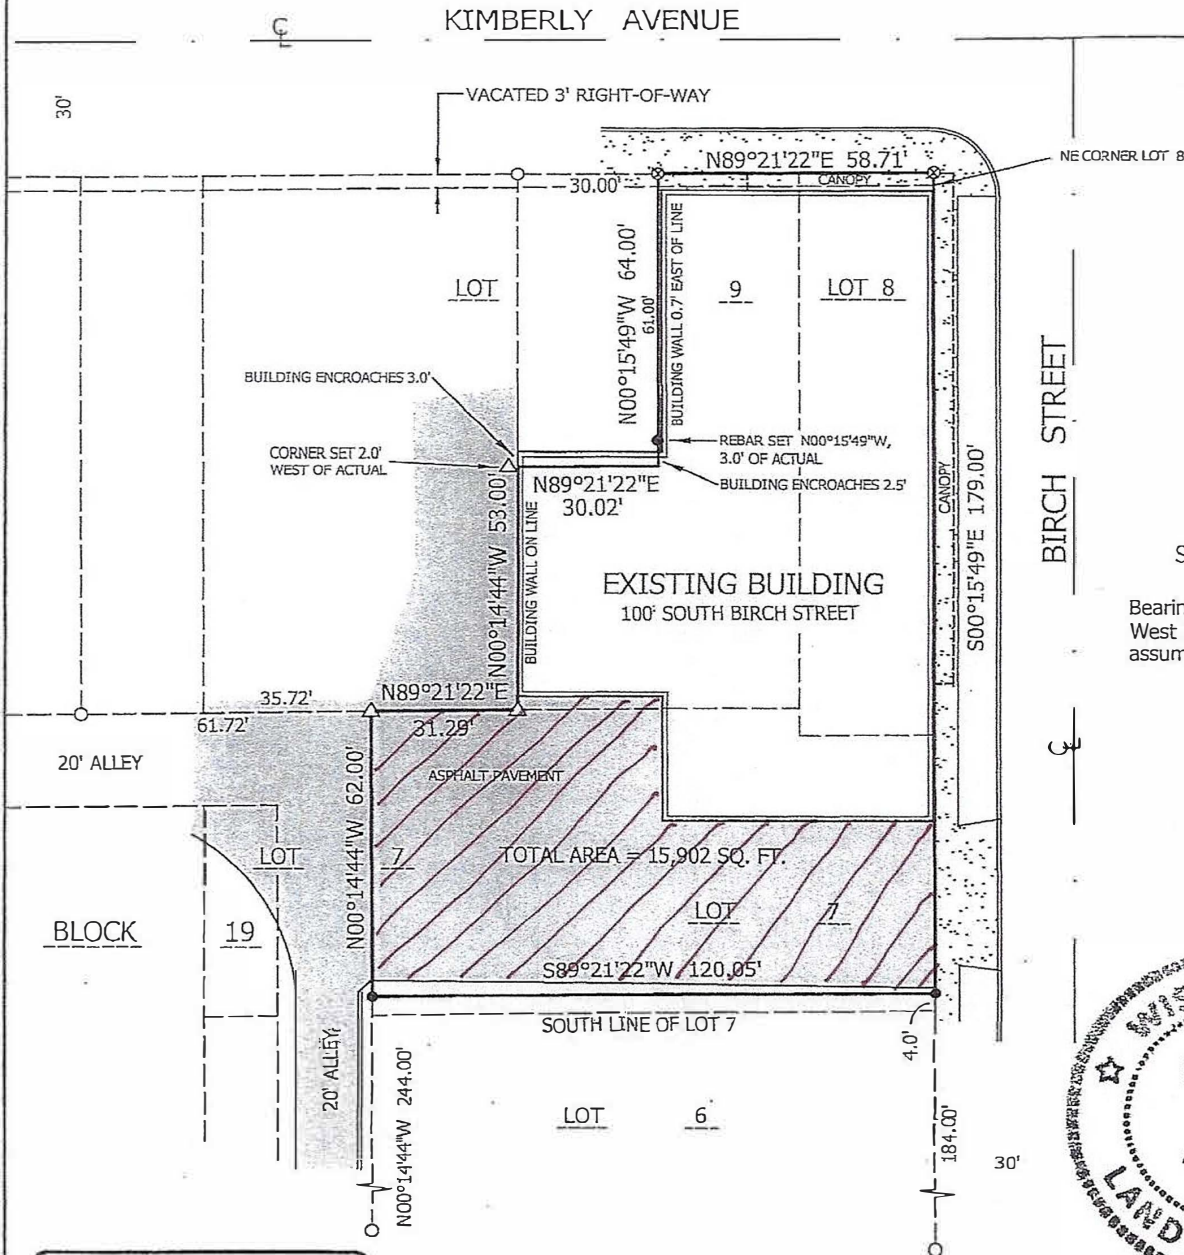 KIMBERLY AVENUE
℄
30'
VACATED 3' RIGHT-OF-WAY
N89°21'22"E 58.71'
NE CORNER LOT 8
30.00'
CANOPY
N00°15'49"W 64.00'
61.00'
BUILDING WALL 0.7' EAST OF LINE
LOT
9
LOT 8
BUILDING ENCROACHES 3.0'
BIRCH STREET
REBAR SET N00°15'49"W,
3.0' OF ACTUAL
CORNER SET 2.0'
WEST OF ACTUAL
BUILDING ENCROACHES 2.5'
N89°21'22"E
30.02'
CANOPY
S00°15'49"E 179.00'
N00°14'44"W 53.00'
BUILDING WALL ON LINE
EXISTING BUILDING
100 SOUTH BIRCH STREET
S
Bearin
West
assum
35.72'
N89°21'22"E
61.72'
31.29'
20' ALLEY
℄
ASPHALT PAVEMENT
N00°14'44"W 62.00'
LOT
7
TOTAL AREA = 15,902 SQ. FT.
LOT
7
BLOCK
19
S89°21'22"W 120.05'
SOUTH LINE OF LOT 7
4.0'
20' ALLEY
N00°14'44"W 244.00'
LOT
6
184.00'
30'
LAND